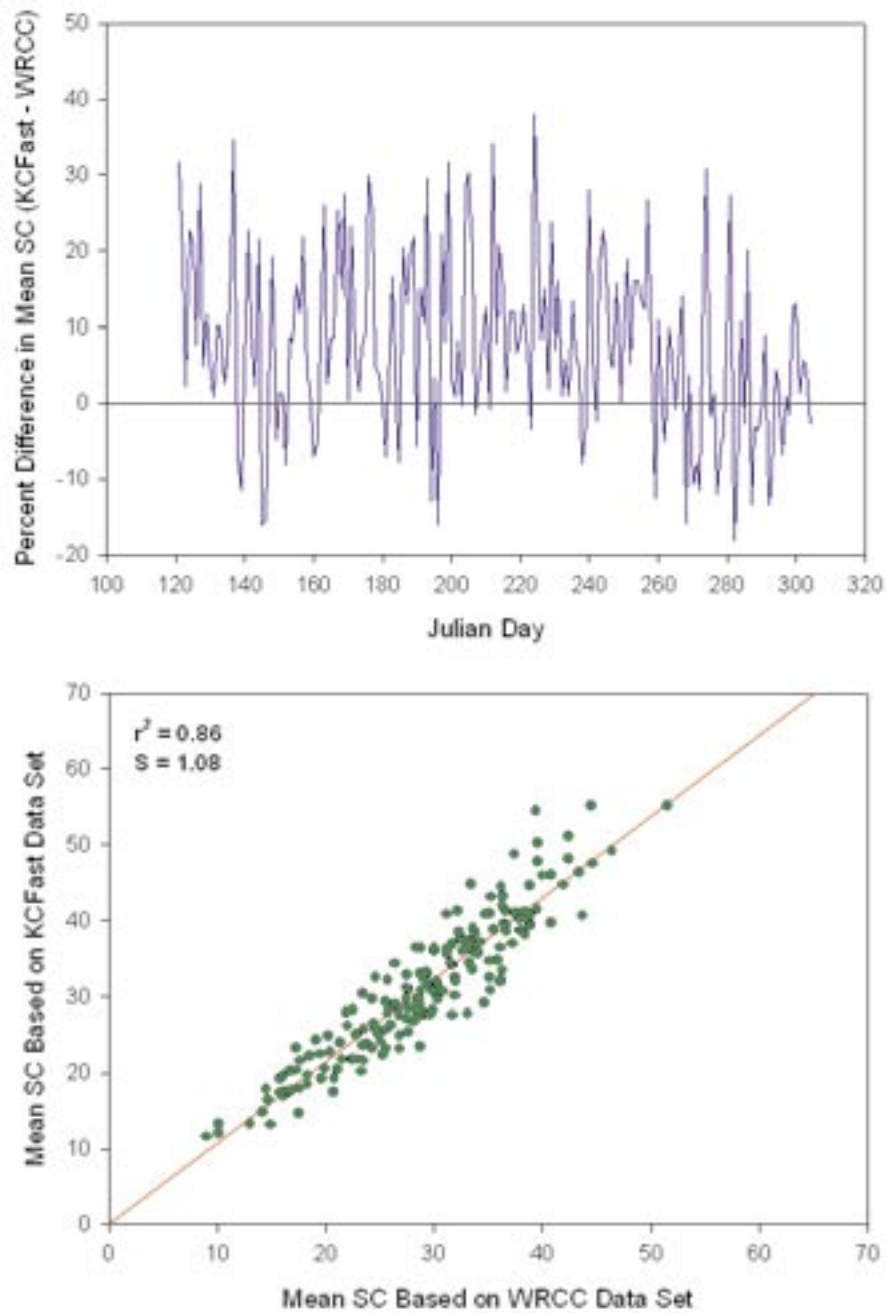 Percent Difference in Mean SC (KCFast - WRCC)
50
40
30
20
10
0
-10
-20
100 120 140 160 180 200 220 240 260 280 300 320
Julian Day
Mean SC Based on KCFast Data Set
70
60
50
40
30
20
10
0
r² = 0.86
S = 1.08
0 10 20 30 40 50 60 70
Mean SC Based on WRCC Data Set